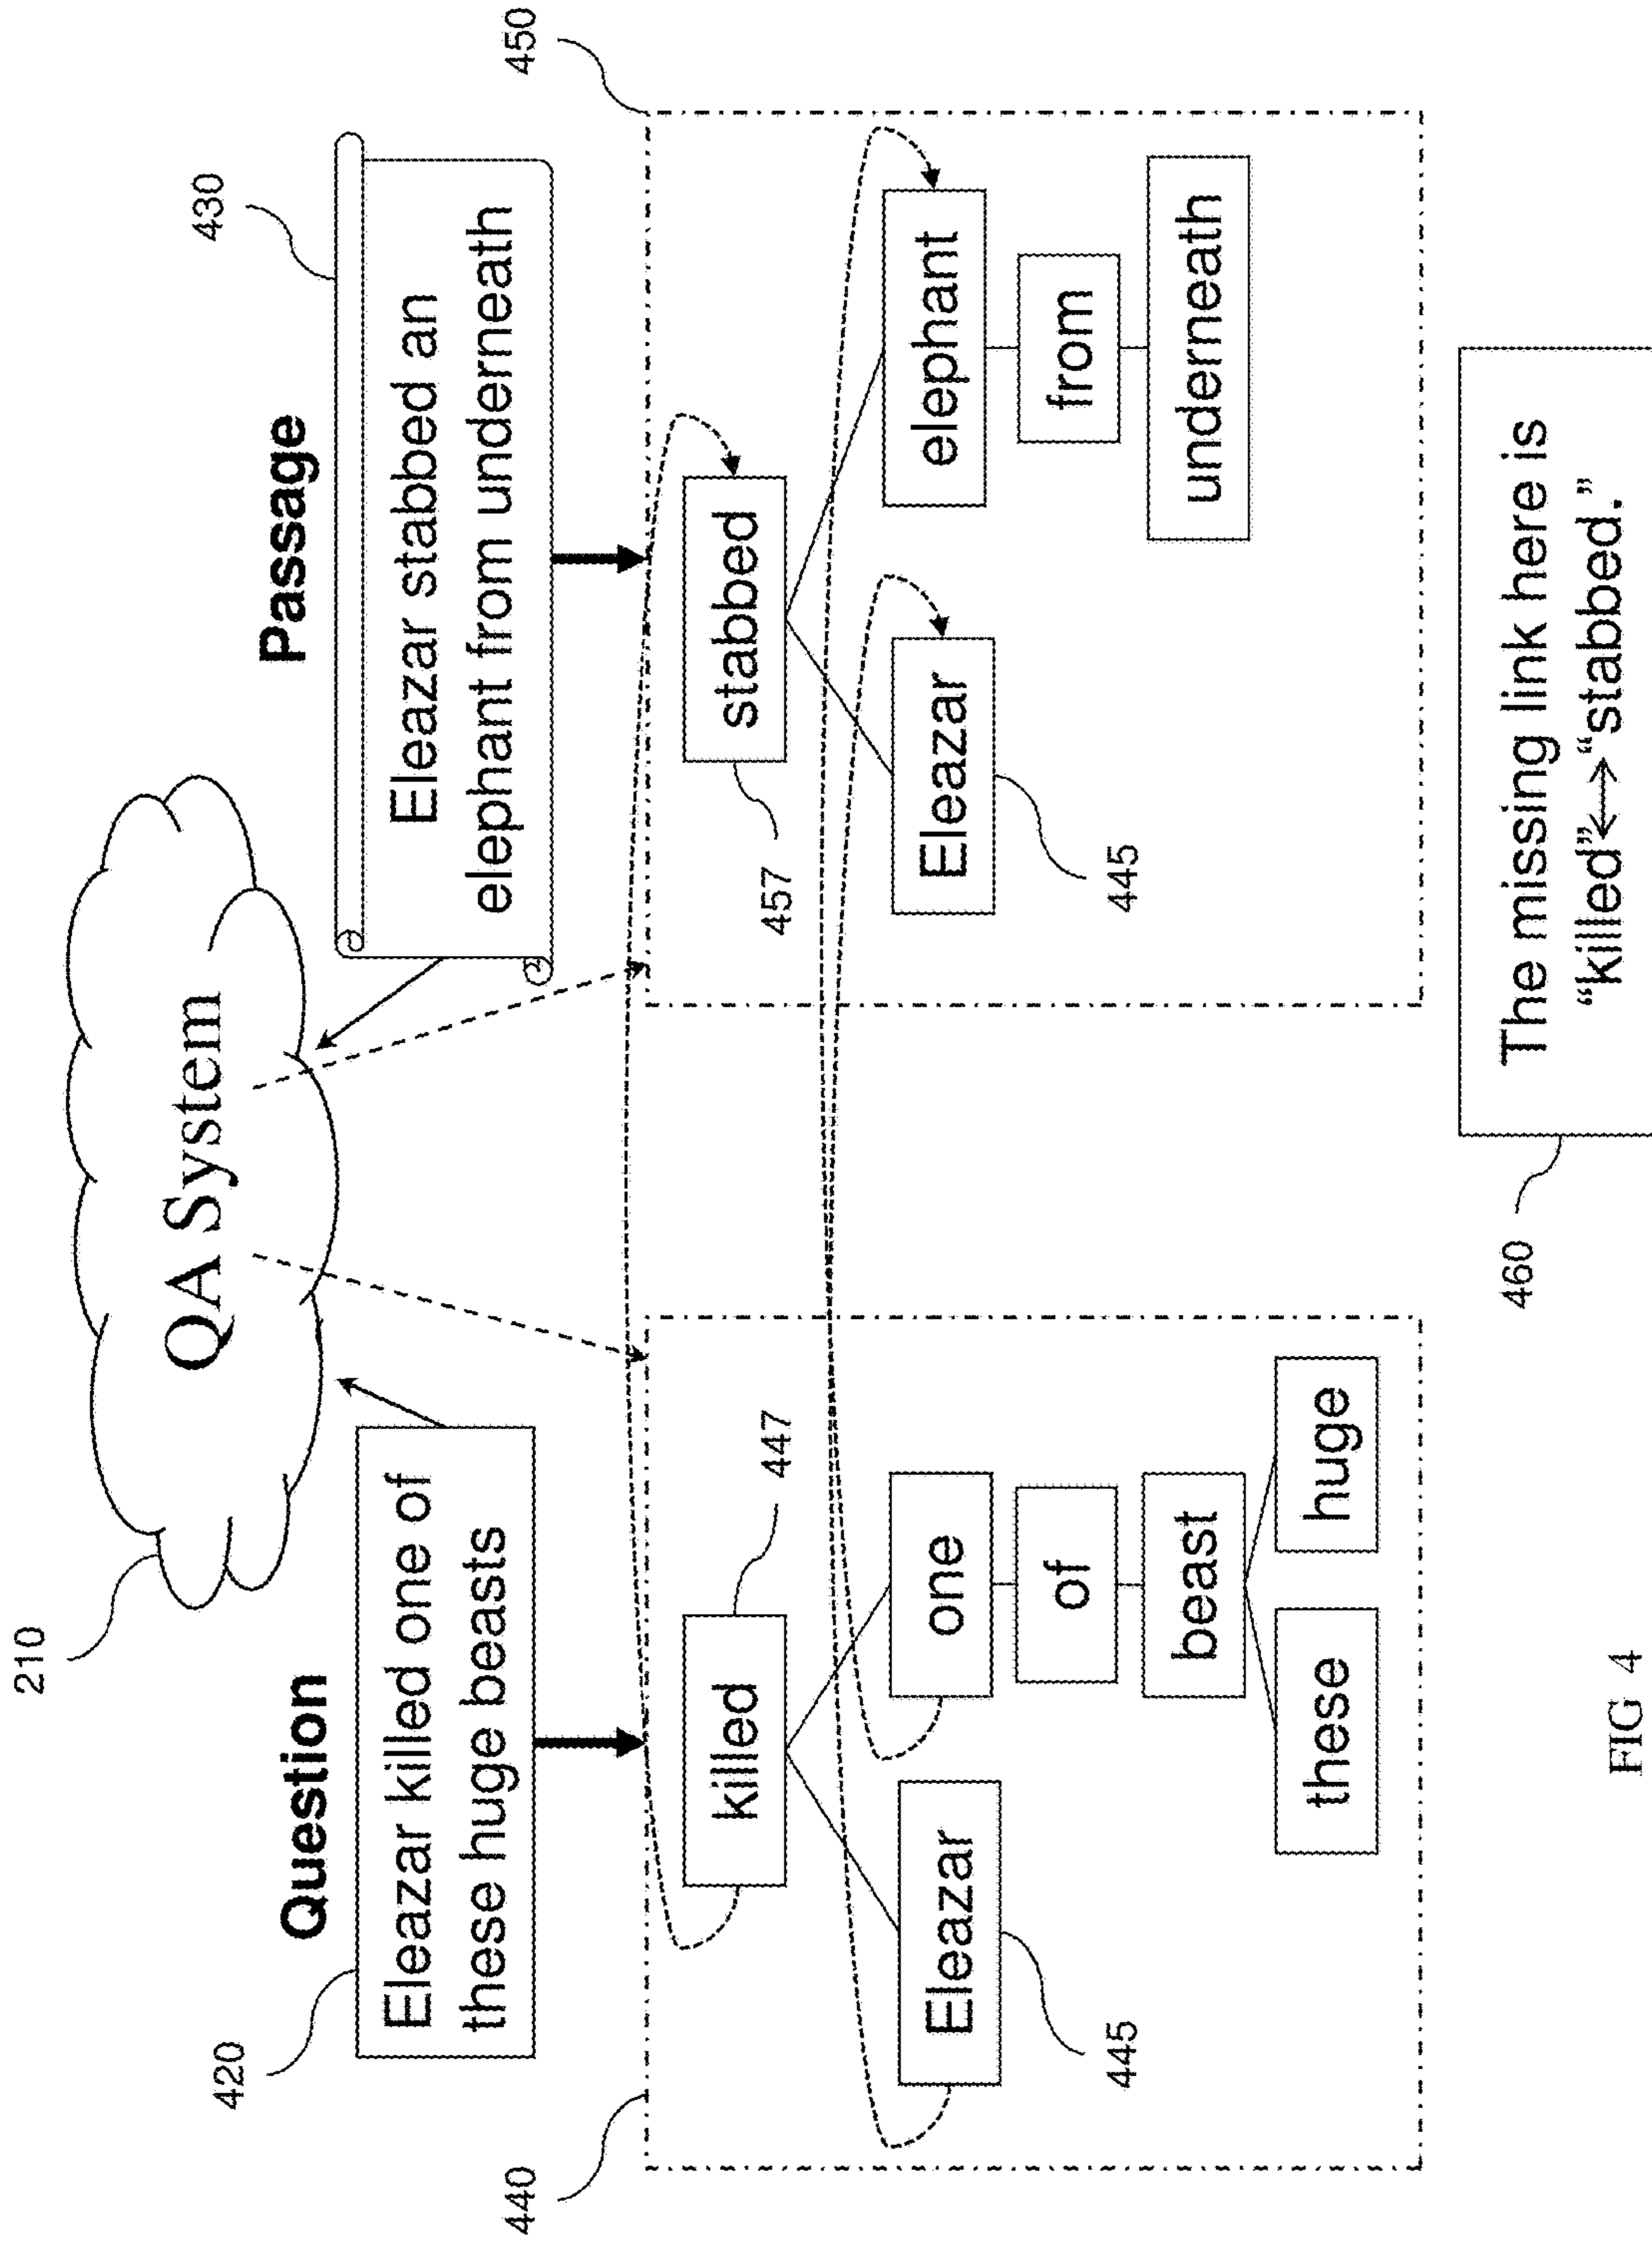 210
QA System
Question
Passage
420
430
Eleazar killed one of
these huge beasts
Eleazar stabbed an
elephant from underneath
440
450
killed
447
457
stabbed
Eleazar
one
Eleazar
elephant
445
of
445
from
beast
underneath
these
huge
460
The missing link here is
“killed”↔“stabbed.”
FIG 4